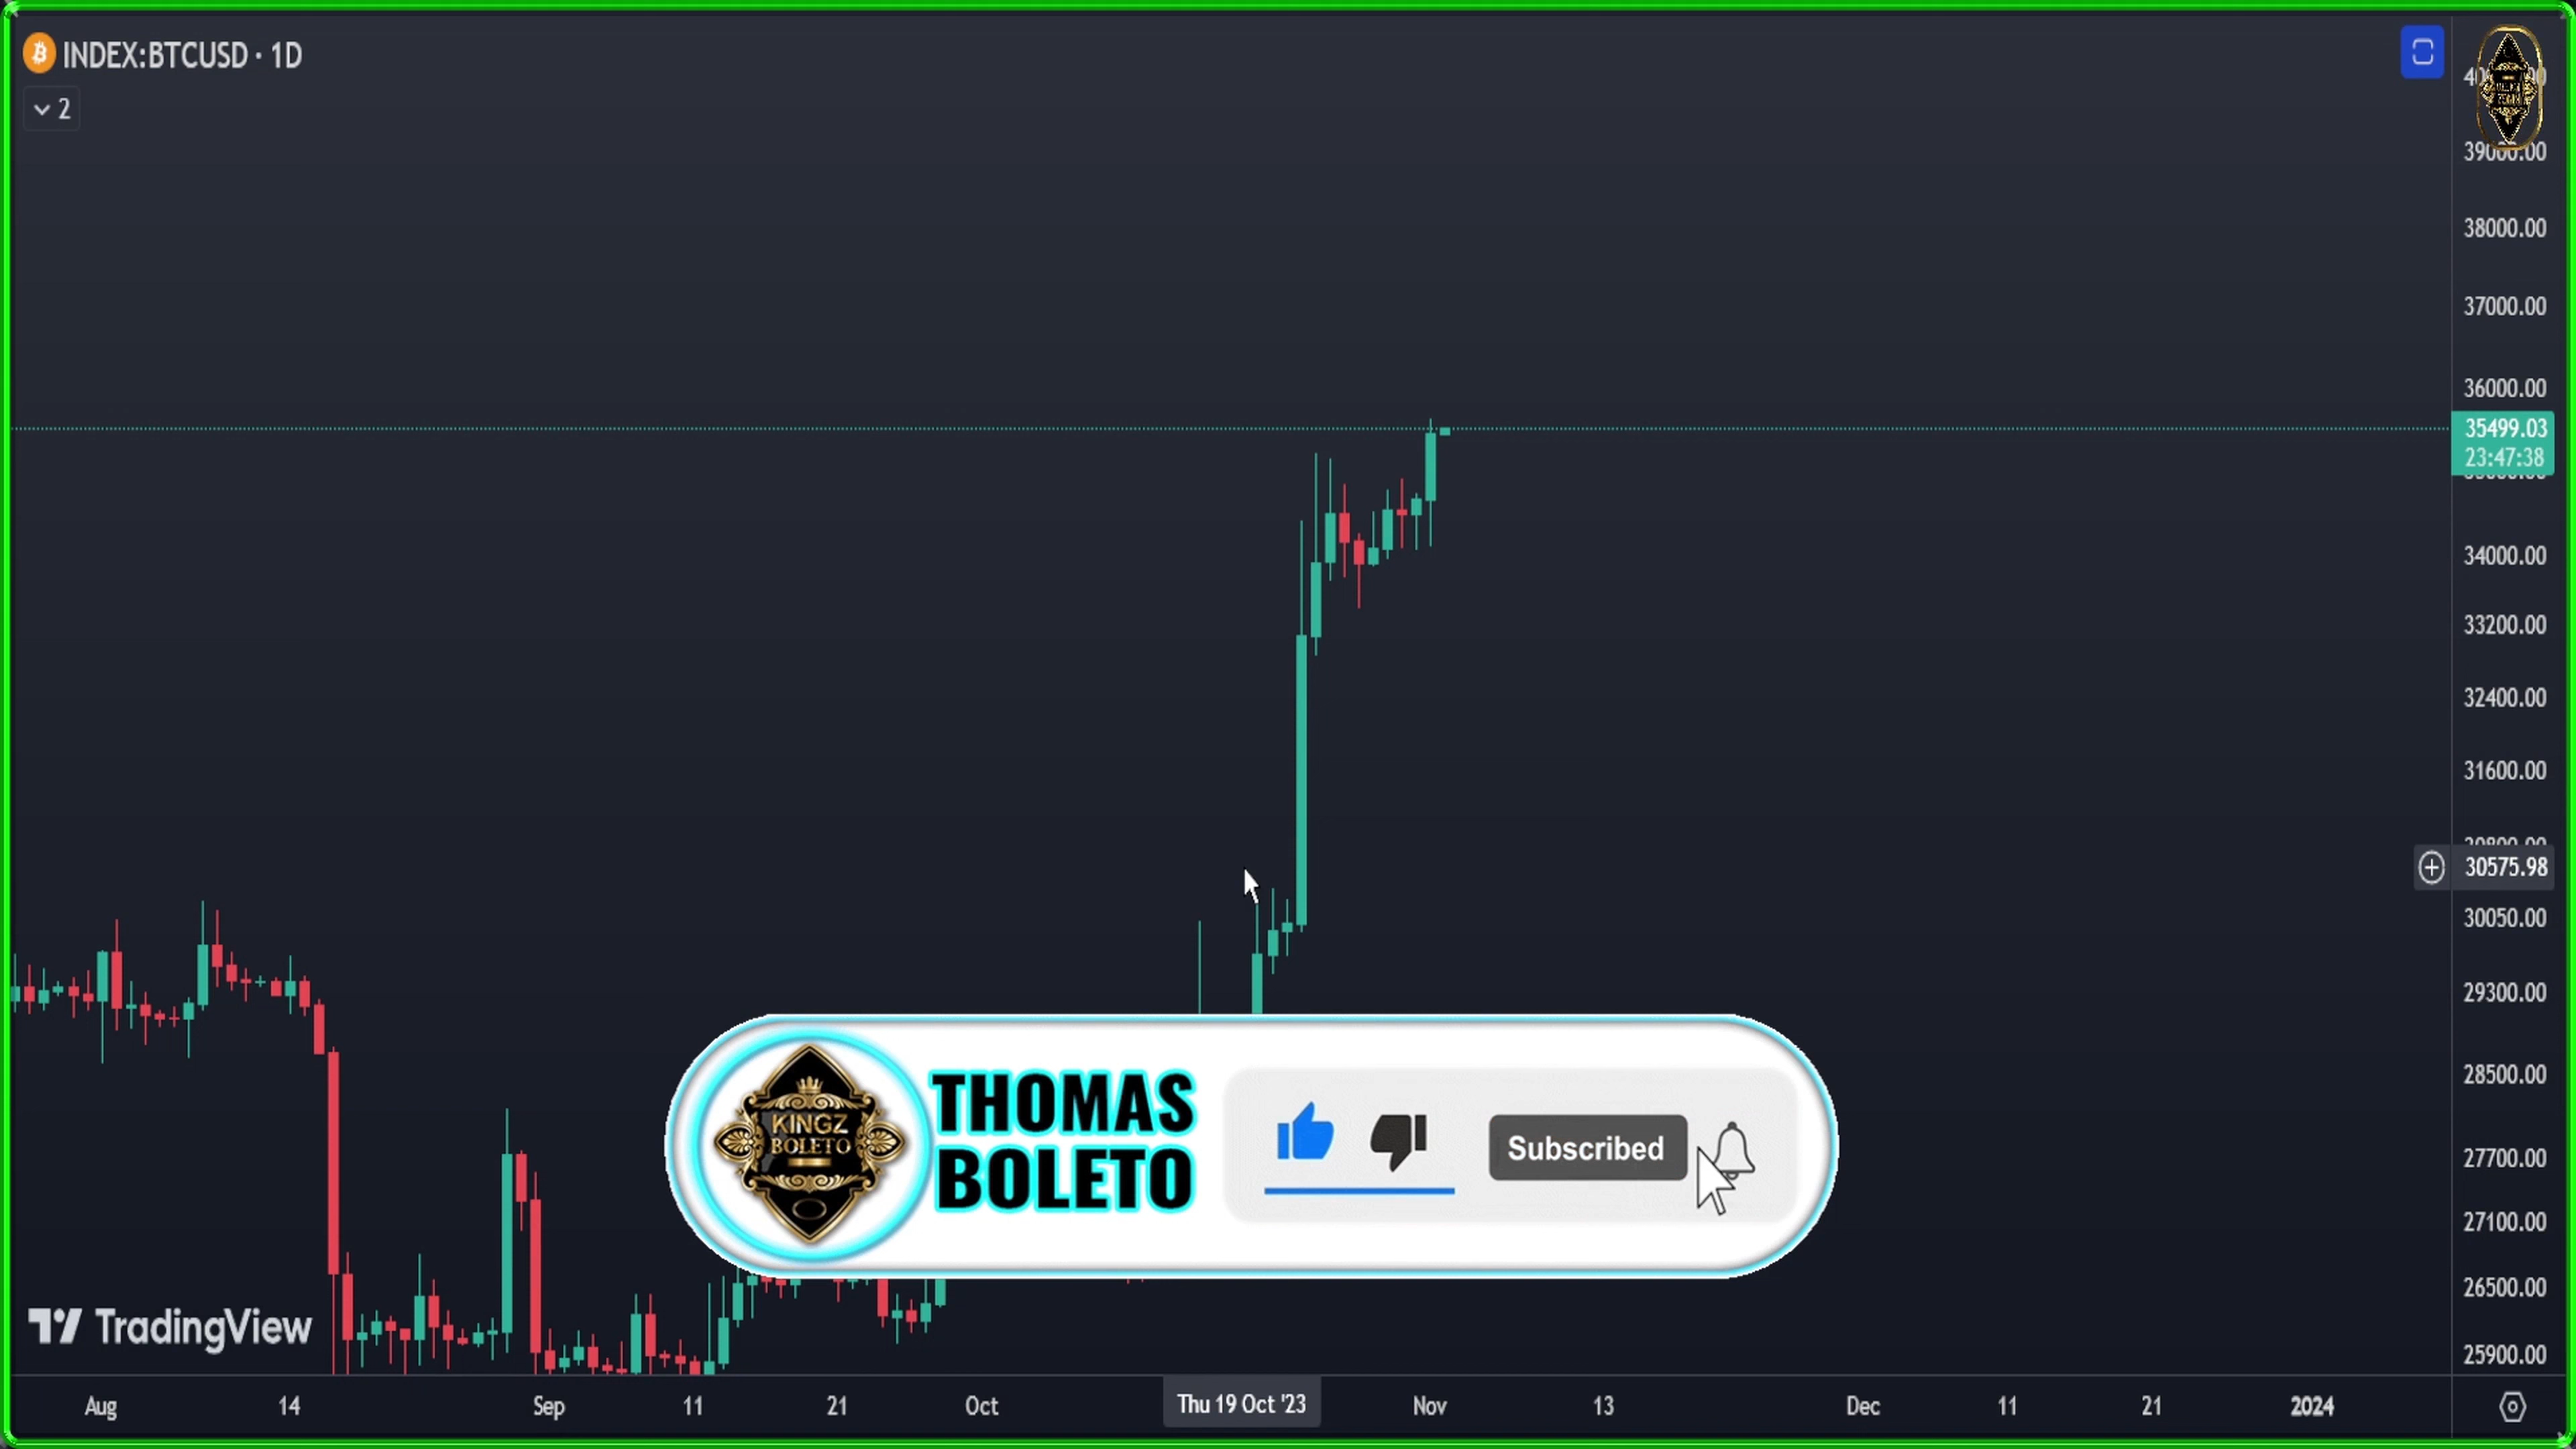 INDEX:BTCUSD · 1D
2
39000.00
38000.00
37000.00
36000.00
35499.03
23:47:38
34000.00
33200.00
32400.00
31600.00
30575.98
30050.00
29300.00
28500.00
27700.00
27100.00
26500.00
25900.00
KINGZ
BOLETO
THOMAS
BOLETO
Subscribed
TradingView
Aug
14
Sep
11
21
Oct
Thu 19 Oct '23
Nov
13
Dec
11
21
2024